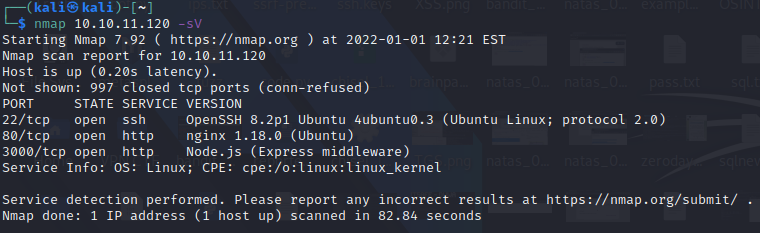 ┌──(kali㉿kali)-[~]
└─$ nmap 10.10.11.120 -sV
Starting Nmap 7.92 ( https://nmap.org ) at 2022-01-01 12:21 EST
Nmap scan report for 10.10.11.120
Host is up (0.20s latency).
Not shown: 997 closed tcp ports (conn-refused)
PORT     STATE SERVICE VERSION
22/tcp   open  ssh     OpenSSH 8.2p1 Ubuntu 4ubuntu0.3 (Ubuntu Linux; protocol 2.0)
80/tcp   open  http    nginx 1.18.0 (Ubuntu)
3000/tcp open  http    Node.js (Express middleware)
Service Info: OS: Linux; CPE: cpe:/o:linux:linux_kernel
Service detection performed. Please report any incorrect results at https://nmap.org/submit/ .
Nmap done: 1 IP address (1 host up) scanned in 82.84 seconds